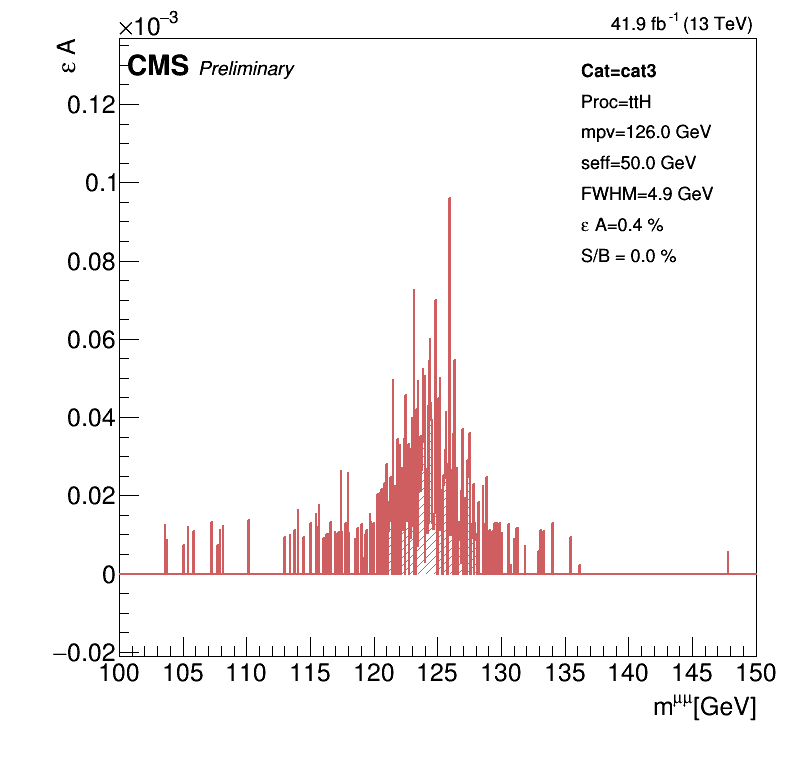 ×10⁻³
41.9 fb⁻¹ (13 TeV)
ε A
CMS Preliminary
Cat=cat3
Proc=ttH
mpv=126.0 GeV
seff=50.0 GeV
FWHM=4.9 GeV
ε A=0.4 %
S/B = 0.0 %
0.12
0.1
0.08
0.06
0.04
0.02
0
−0.02
100 105 110 115 120 125 130 135 140 145 150
m^μμ[GeV]